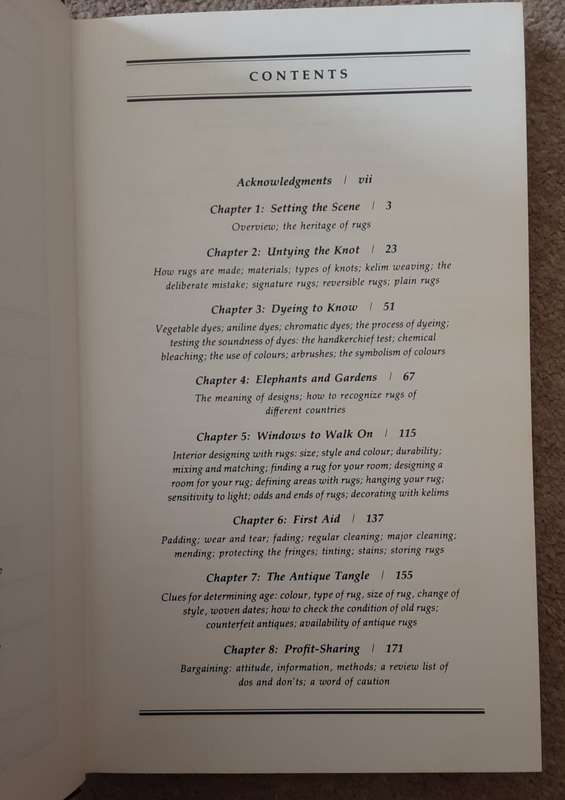 CONTENTS
Acknowledgments | vii
Chapter 1: Setting the Scene | 3
Overview; the heritage of rugs
Chapter 2: Untying the Knot | 23
How rugs are made; materials; types of knots; kelim weaving; the
deliberate mistake; signature rugs; reversible rugs; plain rugs
Chapter 3: Dyeing to Know | 51
Vegetable dyes; aniline dyes; chromatic dyes; the process of dyeing;
testing the soundness of dyes: the handkerchief test; chemical
bleaching; the use of colours; arbrushes; the symbolism of colours
Chapter 4: Elephants and Gardens | 67
The meaning of designs; how to recognize rugs of
different countries
Chapter 5: Windows to Walk On | 115
Interior designing with rugs: size; style and colour; durability;
mixing and matching; finding a rug for your room; designing a
room for your rug; defining areas with rugs; hanging your rug;
sensitivity to light; odds and ends of rugs; decorating with kelims
Chapter 6: First Aid | 137
Padding; wear and tear; fading; regular cleaning; major cleaning;
mending; protecting the fringes; tinting; stains; storing rugs
Chapter 7: The Antique Tangle | 155
Clues for determining age: colour, type of rug, size of rug, change of
style, woven dates; how to check the condition of old rugs;
counterfeit antiques; availability of antique rugs
Chapter 8: Profit-Sharing | 171
Bargaining: attitude, information, methods; a review list of
dos and don'ts; a word of caution